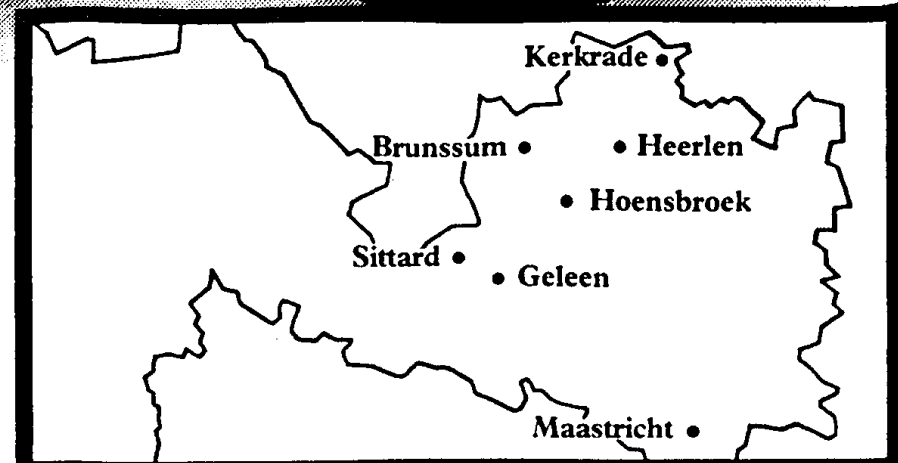 Kerkrade
Brunssum
Heerlen
Hoensbroek
Sittard
Geleen
Maastricht